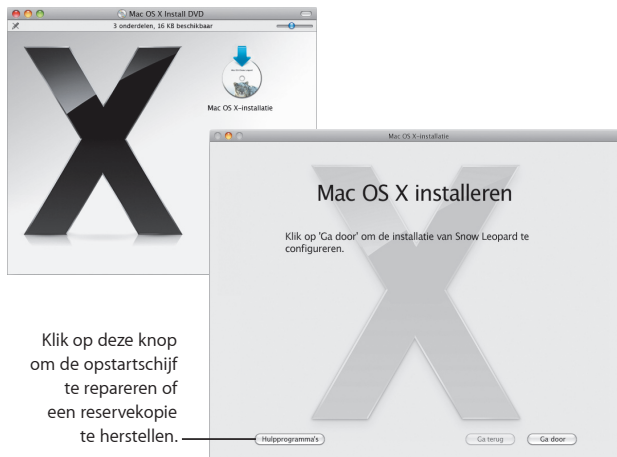 Mac OS X Install DVD
3 onderdelen, 16 KB beschikbaar
Mac OS X-installatie
Mac OS X-installatie
Mac OS X installeren
Klik op 'Ga door' om de installatie van Snow Leopard te
configureren.
Klik op deze knop
om de opstartschijf
te repareren of
een reservekopie
te herstellen.
Hulpprogramma's
Ga terug
Ga door